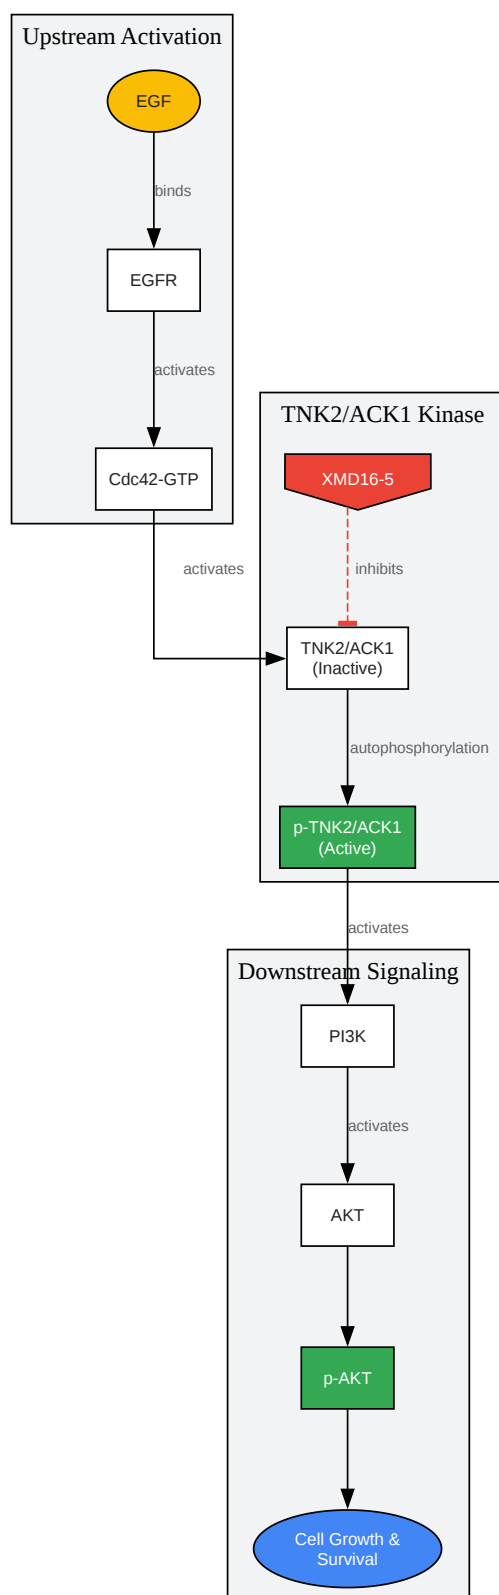 Upstream Activation
EGF
binds
EGFR
activates
Cdc42-GTP
activates
TNK2/ACK1 Kinase
XMD16-5
inhibits
TNK2/ACK1
(Inactive)
autophosphorylation
p-TNK2/ACK1
(Active)
activates
Downstream Signaling
PI3K
activates
AKT
p-AKT
Cell Growth &
Survival